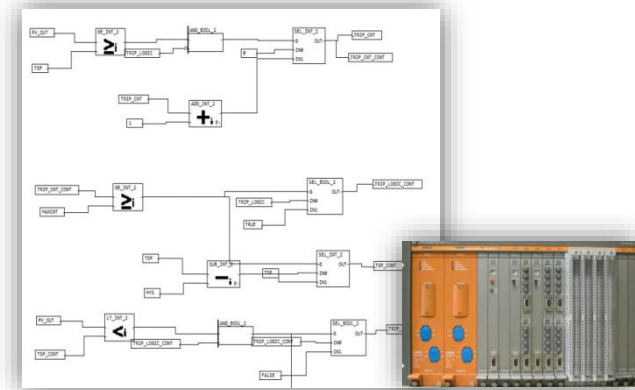 PV_OUT
GE_INT_2
AND_BOOL_2
SEL_INT_2
TRIP_LOGIC
TSP
0
G OUT
IN0
IN1
TRIP_CNT
TRIP_CNT_CONT
TRIP_CNT
ADD_INT_2
1
TRIP_CNT_CONT
GE_INT_2
MAXCNT
SEL_BOOL_2
TRIP_LOGIC
TRUE
G OUT
IN0
IN1
TRIP_LOGIC_CONT
TSP
SUB_INT_2
HYS
TSP
SEL_INT_2
G OUT
IN0
IN1
TSP_CONT
PV_OUT
LT_INT_2
TSP_CONT
TRIP_LOGIC_CONT
AND_BOOL_2
TRIP_LOGIC_CONT
FALSE
SEL_BOOL_2
G OUT
IN0
IN1